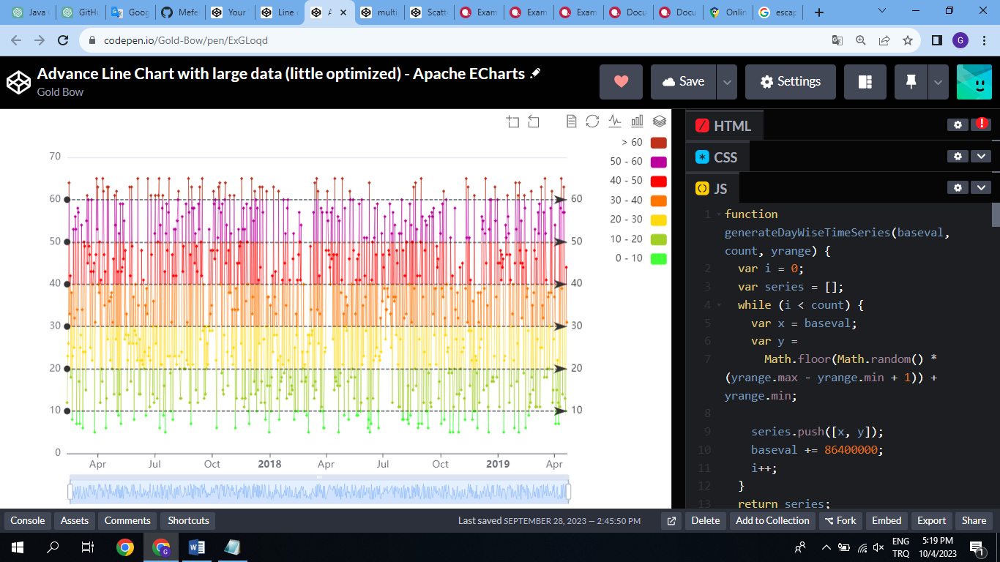 Java (
GitHu
Goog
Mefe
Your
Line c
A
multi
Scatt
Exam
Exam
Exam
Docu
Docu
Onlin
escap
codepen.io/Gold-Bow/pen/ExGLoqd
G
Advance Line Chart with large data (little optimized) - Apache ECharts
Gold Bow
Save
Settings
> 60
50 - 60
40 - 50
30 - 40
20 - 30
10 - 20
0 - 10
70
60 60
50 50
40 40
30 30
20 20
10 10
0
Apr Jul Oct 2018 Apr Jul Oct 2019 Apr
HTML
CSS
JS
1 function
generateDayWiseTimeSeries(baseval,
count, yrange) {
2 var i = 0;
3 var series = [];
4 while (i < count) {
5 var x = baseval;
6 var y =
7 Math.floor(Math.random() *
(yrange.max - yrange.min + 1)) +
yrange.min;
8
9 series.push([x, y]);
10 baseval += 86400000;
11 i++;
12 }
13 return series;
Console Assets Comments Shortcuts Last saved SEPTEMBER 28, 2023 — 2:45:50 PM Delete Add to Collection Fork Embed Export Share
ENG 5:19 PM
TRQ 10/4/2023
1